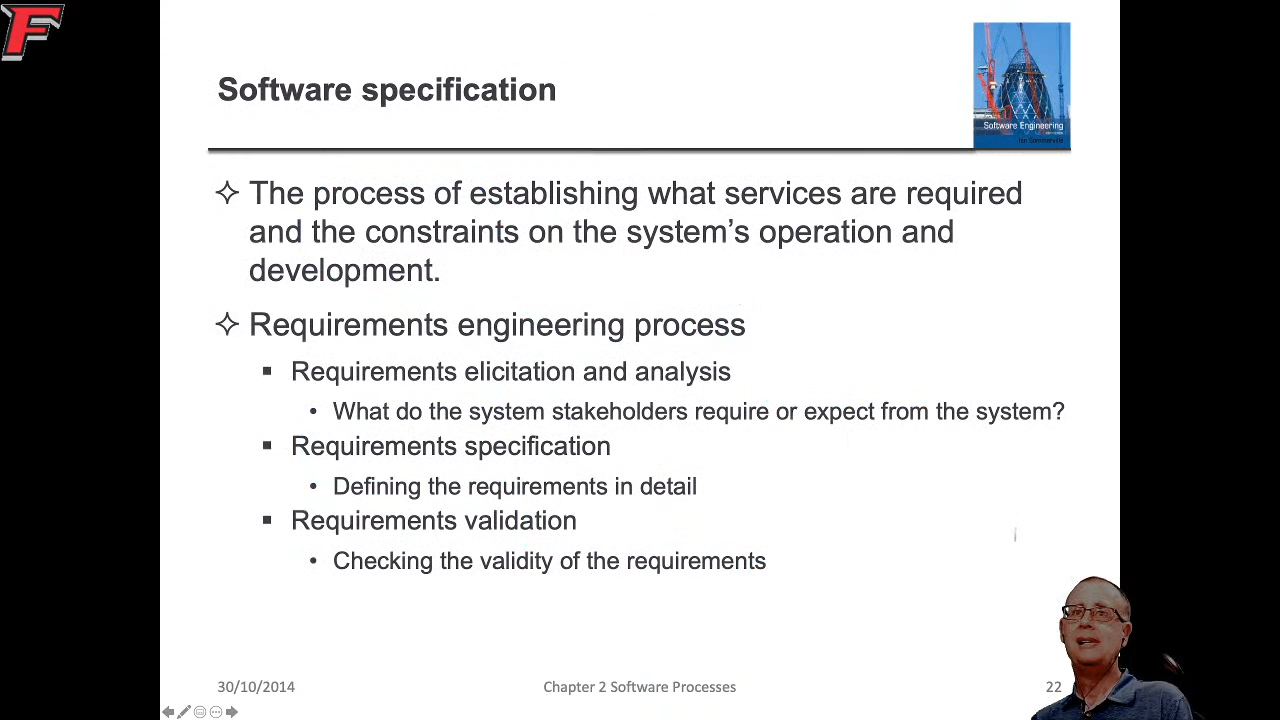 F
Software specification
Software Engineering
Ian Sommerville
The process of establishing what services are required
and the constraints on the system’s operation and
development.
Requirements engineering process
Requirements elicitation and analysis
What do the system stakeholders require or expect from the system?
Requirements specification
Defining the requirements in detail
Requirements validation
Checking the validity of the requirements
30/10/2014
Chapter 2 Software Processes
22